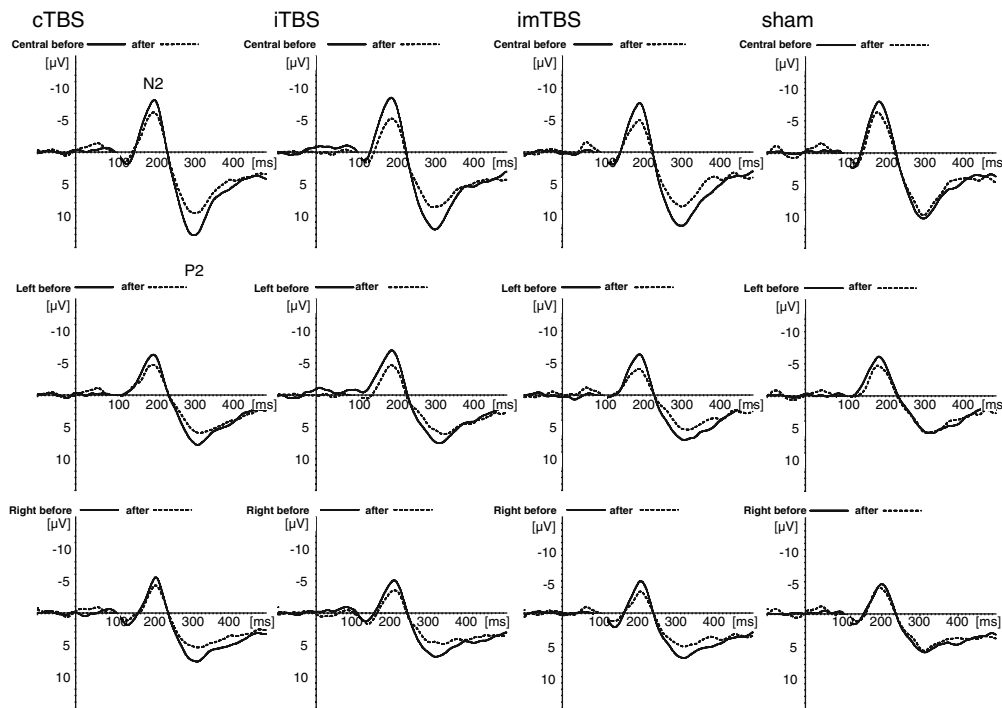 cTBS iTBS imTBS sham
Central before after Central before after Central before after Central before after
[µV] [µV] [µV] [µV]
-10 N2 -10 -10 -10
-5 -5 -5 -5
100 200 300 400 [ms] 100 200 300 400 [ms] 100 200 300 400 [ms] 100 200 300 400 [ms]
5 5 5 5
10 10 10 10
P2
Left before after Left before after Left before after Left before after
[µV] [µV] [µV] [µV]
-10 -10 -10 -10
-5 -5 -5 -5
100 200 300 400 [ms] 100 200 300 400 [ms] 100 200 300 400 [ms] 100 200 300 400 [ms]
5 5 5 5
10 10 10 10
Right before after Right before after Right before after Right before after
[µV] [µV] [µV] [µV]
-10 -10 -10 -10
-5 -5 -5 -5
100 200 300 400 [ms] 100 200 300 400 [ms] 100 200 300 400 [ms] 100 200 300 400 [ms]
5 5 5 5
10 10 10 10